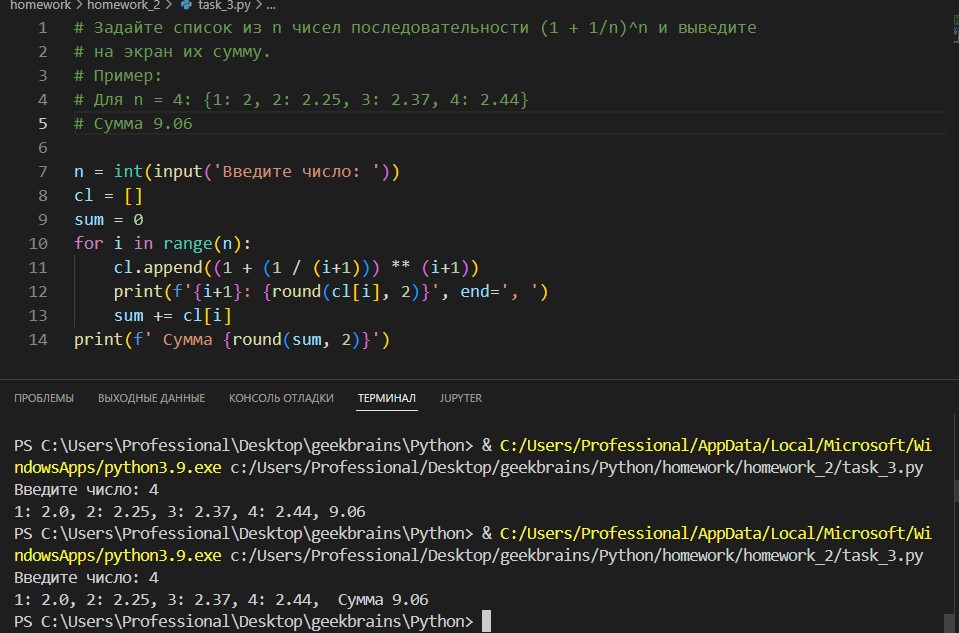 homework > homework_2 > task_3.py > ...
1 # Задайте список из n чисел последовательности (1 + 1/n)^n и выведите
2 # на экран их сумму.
3 # Пример:
4 # Для n = 4: {1: 2, 2: 2.25, 3: 2.37, 4: 2.44}
5 # Сумма 9.06
6
7 n = int(input('Введите число: '))
8 cl = []
9 sum = 0
10 for i in range(n):
11     cl.append((1 + (1 / (i+1))) ** (i+1))
12     print(f'{i+1}: {round(cl[i], 2)}', end=', ')
13     sum += cl[i]
14 print(f' Сумма {round(sum, 2)}')
ПРОБЛЕМЫ ВЫХОДНЫЕ ДАННЫЕ КОНСОЛЬ ОТЛАДКИ ТЕРМИНАЛ JUPYTER
PS C:\Users\Professional\Desktop\geekbrains\Python> & C:/Users/Professional/AppData/Local/Microsoft/Wi
ndowsApps/python3.9.exe c:/Users/Professional/Desktop/geekbrains/Python/homework/homework_2/task_3.py
Введите число: 4
1: 2.0, 2: 2.25, 3: 2.37, 4: 2.44, 9.06
PS C:\Users\Professional\Desktop\geekbrains\Python> & C:/Users/Professional/AppData/Local/Microsoft/Wi
ndowsApps/python3.9.exe c:/Users/Professional/Desktop/geekbrains/Python/homework/homework_2/task_3.py
Введите число: 4
1: 2.0, 2: 2.25, 3: 2.37, 4: 2.44,  Сумма 9.06
PS C:\Users\Professional\Desktop\geekbrains\Python>